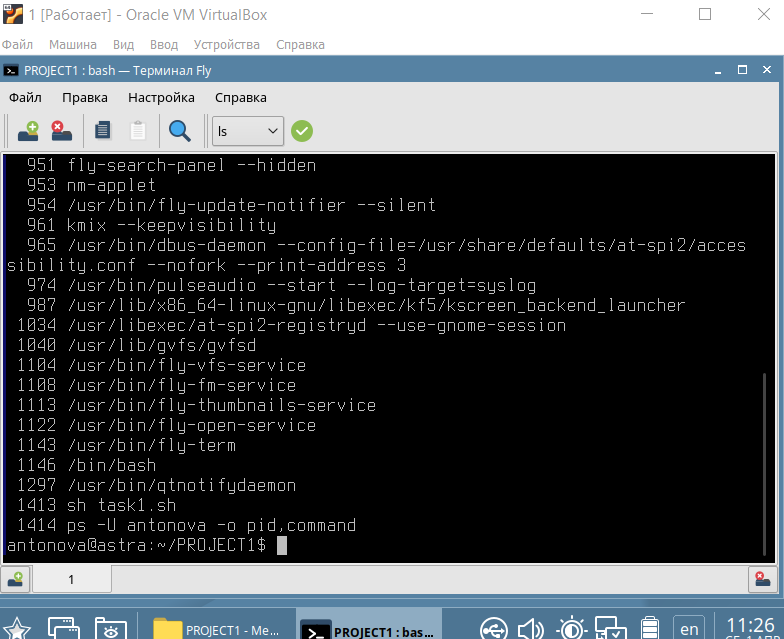 1 [Работает] - Oracle VM VirtualBox
Файл Машина Вид Ввод Устройства Справка
PROJECT1 : bash — Терминал Fly
Файл Правка Настройка Справка
ls
951 fly-search-panel --hidden
953 nm-applet
954 /usr/bin/fly-update-notifier --silent
961 kmix --keepvisibility
965 /usr/bin/dbus-daemon --config-file=/usr/share/defaults/at-spi2/acces
sibility.conf --nofork --print-address 3
974 /usr/bin/pulseaudio --start --log-target=syslog
987 /usr/lib/x86_64-linux-gnu/libexec/kf5/kscreen_backend_launcher
1034 /usr/libexec/at-spi2-registryd --use-gnome-session
1040 /usr/lib/gvfs/gvfsd
1104 /usr/bin/fly-vfs-service
1108 /usr/bin/fly-fm-service
1113 /usr/bin/fly-thumbnails-service
1122 /usr/bin/fly-open-service
1143 /usr/bin/fly-term
1146 /bin/bash
1297 /usr/bin/qtnotifydaemon
1413 sh task1.sh
1414 ps -U antonova -o pid,command
antonova@astra:~/PROJECT1$
1
PROJECT1 - Ме... PROJECT1 : bas... en 11:26